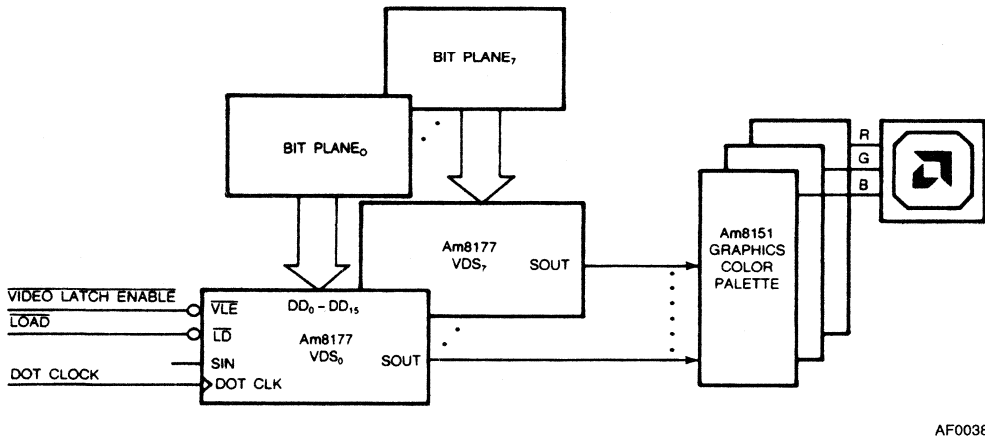 BIT PLANE₇
BIT PLANE₀
R
G
B
Am8177
VDS₇
SOUT
Am8151
GRAPHICS
COLOR
PALETTE
VIDEO LATCH ENABLE
VLE
DD₀ – DD₁₅
LOAD
LD
Am8177
VDS₀
SOUT
SIN
DOT CLOCK
DOT CLK
AF0038